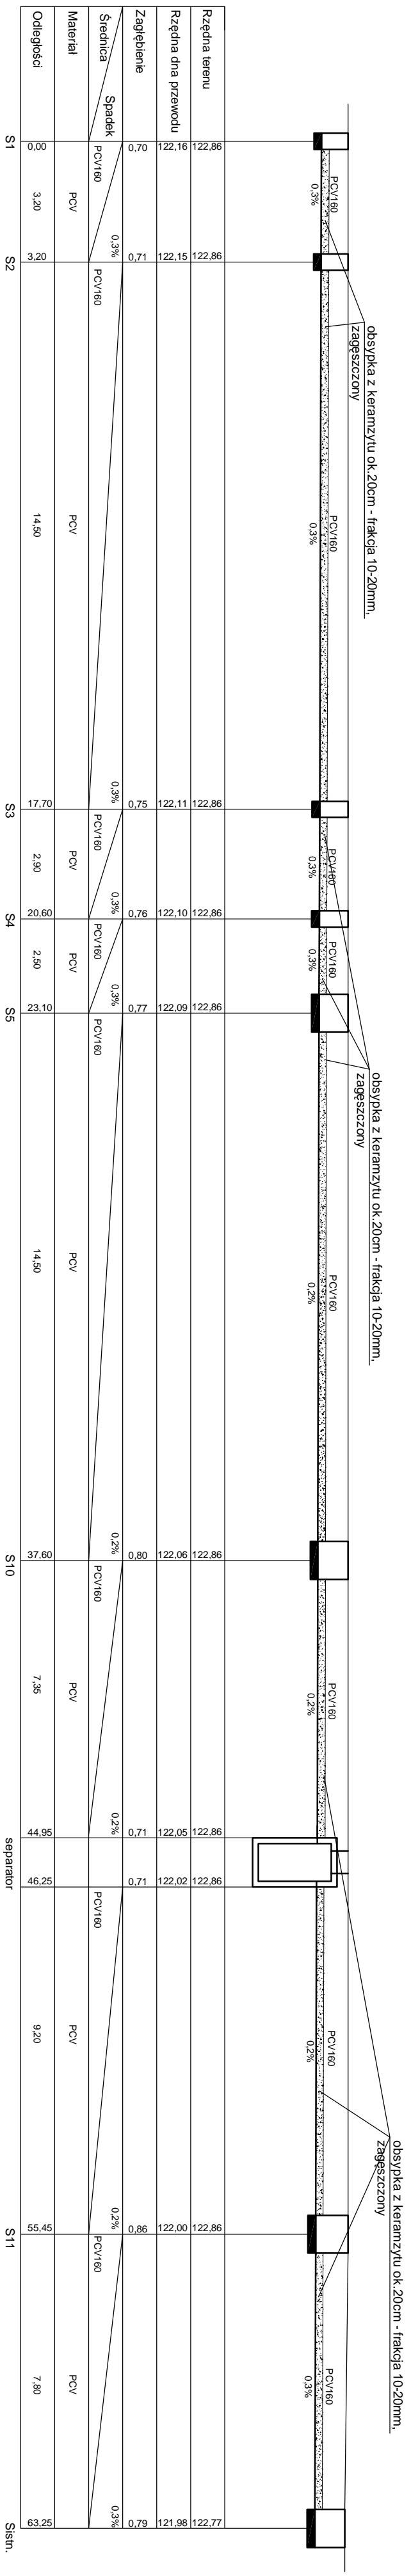 obsypka z keramzytu ok.20cm - frakcja 10-20mm,
zagęszczony
obsypka z keramzytu ok.20cm - frakcja 10-20mm,
zagęszczony
obsypka z keramzytu ok.20cm - frakcja 10-20mm,
zagęszczony
PCV160 PCV160 PCV160 PCV160 PCV160 PCV160 PCV160 PCV160
0,3% 0,3% 0,3% 0,3% 0,2% 0,2% 0,2% 0,3%
Rzędna terenu 122,86 122,86 122,86 122,86 122,86 122,86 122,86 122,86 122,86 122,77
Rzędna dna przewodu 122,16 122,15 122,11 122,10 122,09 122,06 122,05 122,02 122,00 121,98
Zagłębienie 0,70 0,71 0,75 0,76 0,77 0,80 0,71 0,71 0,86 0,79
Spadek 0,3% 0,3% 0,3% 0,3% 0,2% 0,2% 0,2% 0,3%
Średnica PCV160 PCV160 PCV160 PCV160 PCV160 PCV160 PCV160 PCV160
Materiał PCV PCV PCV PCV PCV PCV PCV PCV
Odległości 0,00 3,20 3,20 14,50 17,70 2,90 20,60 2,50 23,10 14,50 37,60 7,35 44,95 46,25 9,20 55,45 7,80 63,25
S1 S2 S3 S4 S5 S10 separator S11 Sistn.